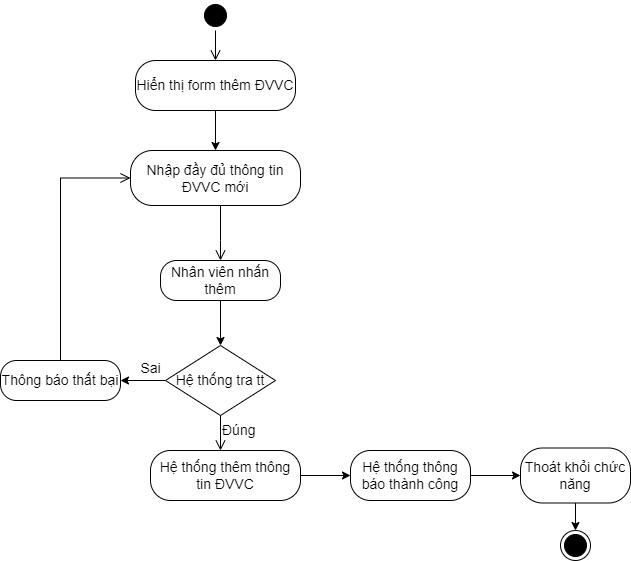 Hiển thị form thêm ĐVVC
Nhập đầy đủ thông tin
ĐVVC mới
Nhân viên nhấn
thêm
Hệ thống tra tt
Sai
Thông báo thất bại
Đúng
Hệ thống thêm thông
tin ĐVVC
Hệ thống thông
báo thành công
Thoát khỏi chức
năng